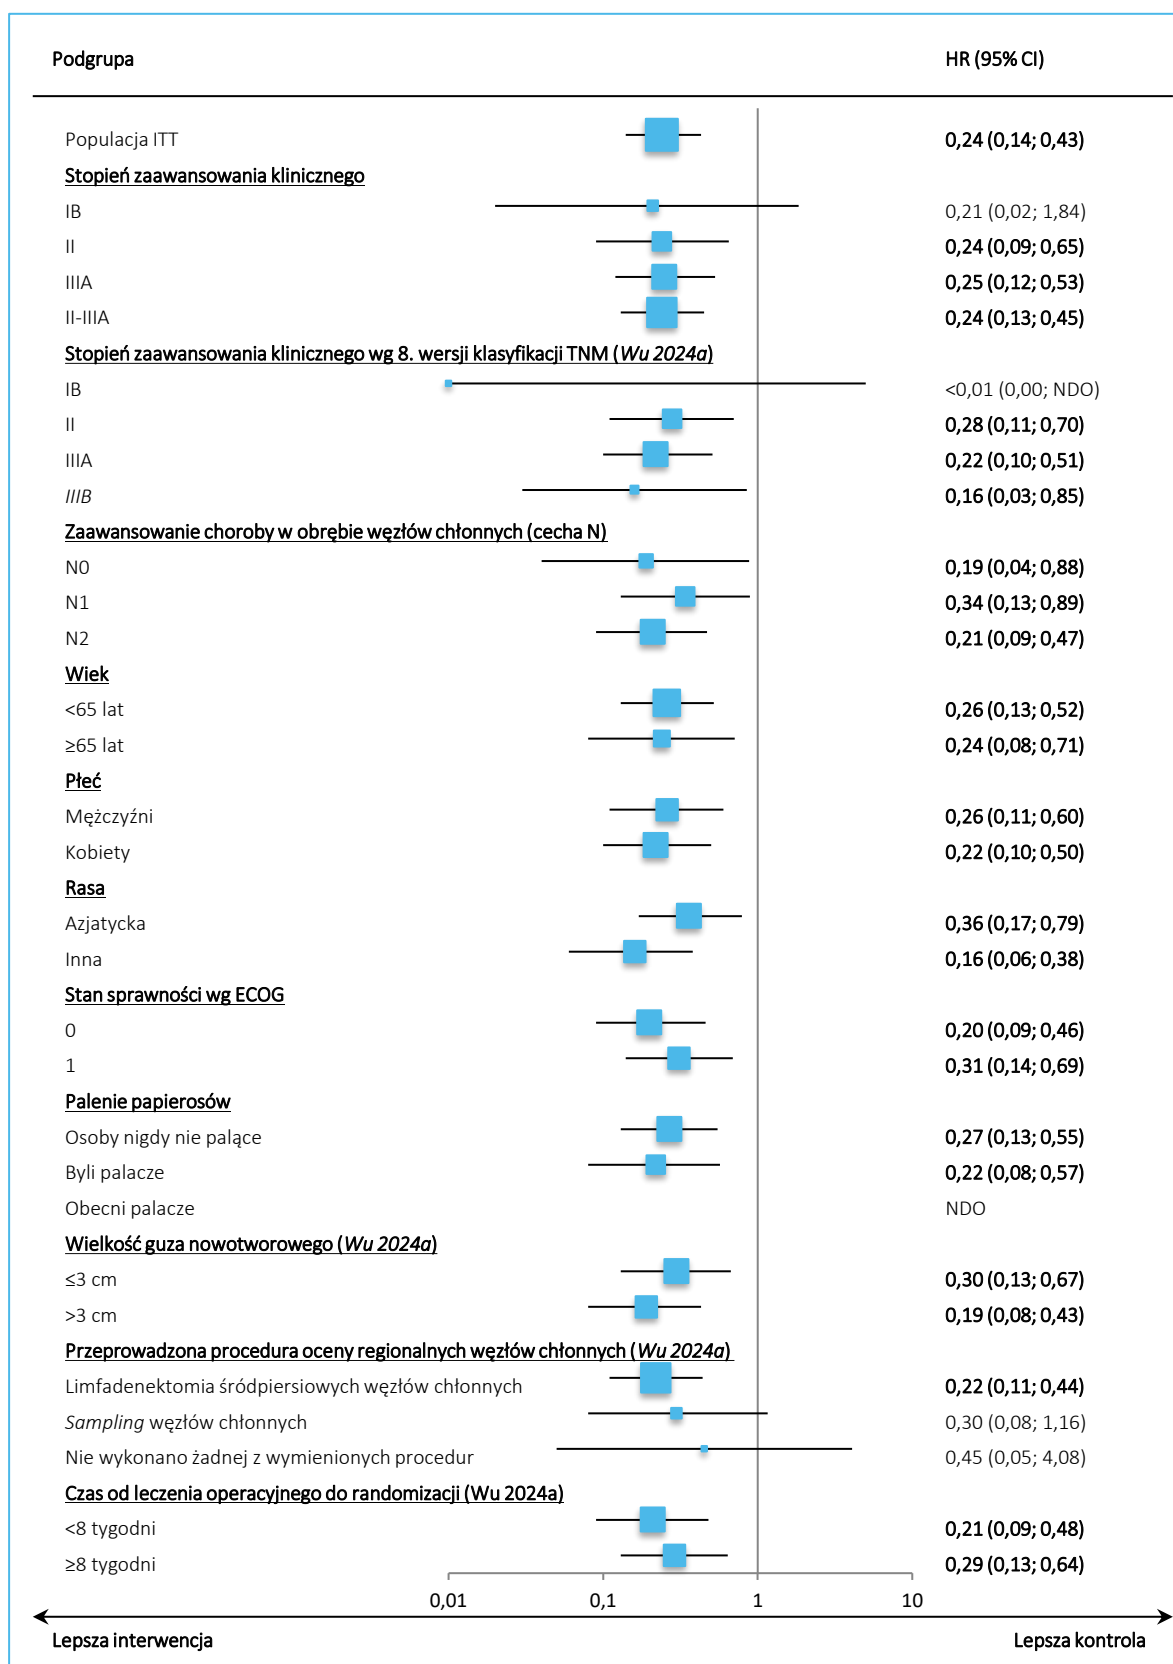 Podgrupa HR (95% CI)
Populacja ITT 0,24 (0,14; 0,43)
Stopień zaawansowania klinicznego
IB 0,21 (0,02; 1,84)
II 0,24 (0,09; 0,65)
IIIA 0,25 (0,12; 0,53)
II-IIIA 0,24 (0,13; 0,45)
Stopień zaawansowania klinicznego wg 8. wersji klasyfikacji TNM (Wu 2024a)
IB <0,01 (0,00; NDO)
II 0,28 (0,11; 0,70)
IIIA 0,22 (0,10; 0,51)
IIIB 0,16 (0,03; 0,85)
Zaawansowanie choroby w obrębie węzłów chłonnych (cecha N)
N0 0,19 (0,04; 0,88)
N1 0,34 (0,13; 0,89)
N2 0,21 (0,09; 0,47)
Wiek
<65 lat 0,26 (0,13; 0,52)
≥65 lat 0,24 (0,08; 0,71)
Płeć
Mężczyźni 0,26 (0,11; 0,60)
Kobiety 0,22 (0,10; 0,50)
Rasa
Azjatycka 0,36 (0,17; 0,79)
Inna 0,16 (0,06; 0,38)
Stan sprawności wg ECOG
0 0,20 (0,09; 0,46)
1 0,31 (0,14; 0,69)
Palenie papierosów
Osoby nigdy nie palące 0,27 (0,13; 0,55)
Byli palacze 0,22 (0,08; 0,57)
Obecni palacze NDO
Wielkość guza nowotworowego (Wu 2024a)
≤3 cm 0,30 (0,13; 0,67)
>3 cm 0,19 (0,08; 0,43)
Przeprowadzona procedura oceny regionalnych węzłów chłonnych (Wu 2024a)
Limfadenektomia śródpiersiowych węzłów chłonnych 0,22 (0,11; 0,44)
Sampling węzłów chłonnych 0,30 (0,08; 1,16)
Nie wykonano żadnej z wymienionych procedur 0,45 (0,05; 4,08)
Czas od leczenia operacyjnego do randomizacji (Wu 2024a)
<8 tygodni 0,21 (0,09; 0,48)
≥8 tygodni 0,29 (0,13; 0,64)
0,01 0,1 1 10
Lepsza interwencja Lepsza kontrola